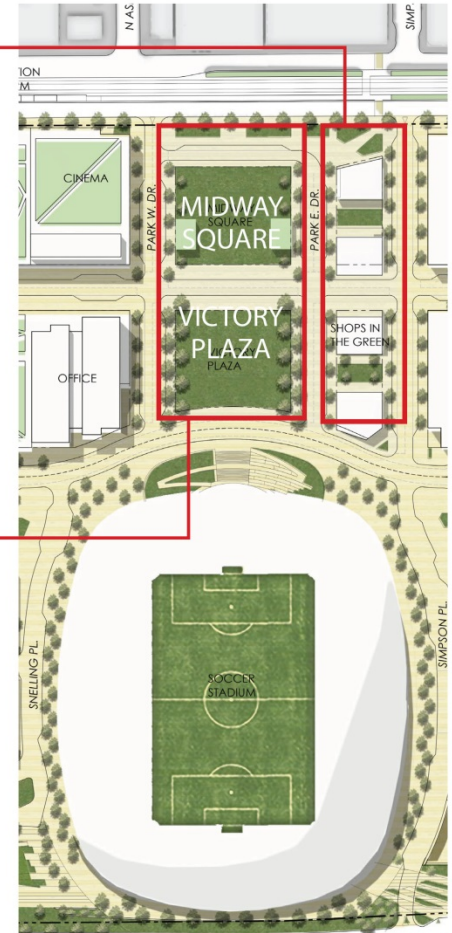 N AS
SIMP.
ION
M
CINEMA
PARK W. DR.
MIDWAY
SQUARE
SQUARE
PARK E. DR.
VICTORY
PLAZA
PLAZA
SHOPS IN
THE GREEN
OFFICE
SNELLING PL.
SOCCER
STADIUM
SIMPSON PL.